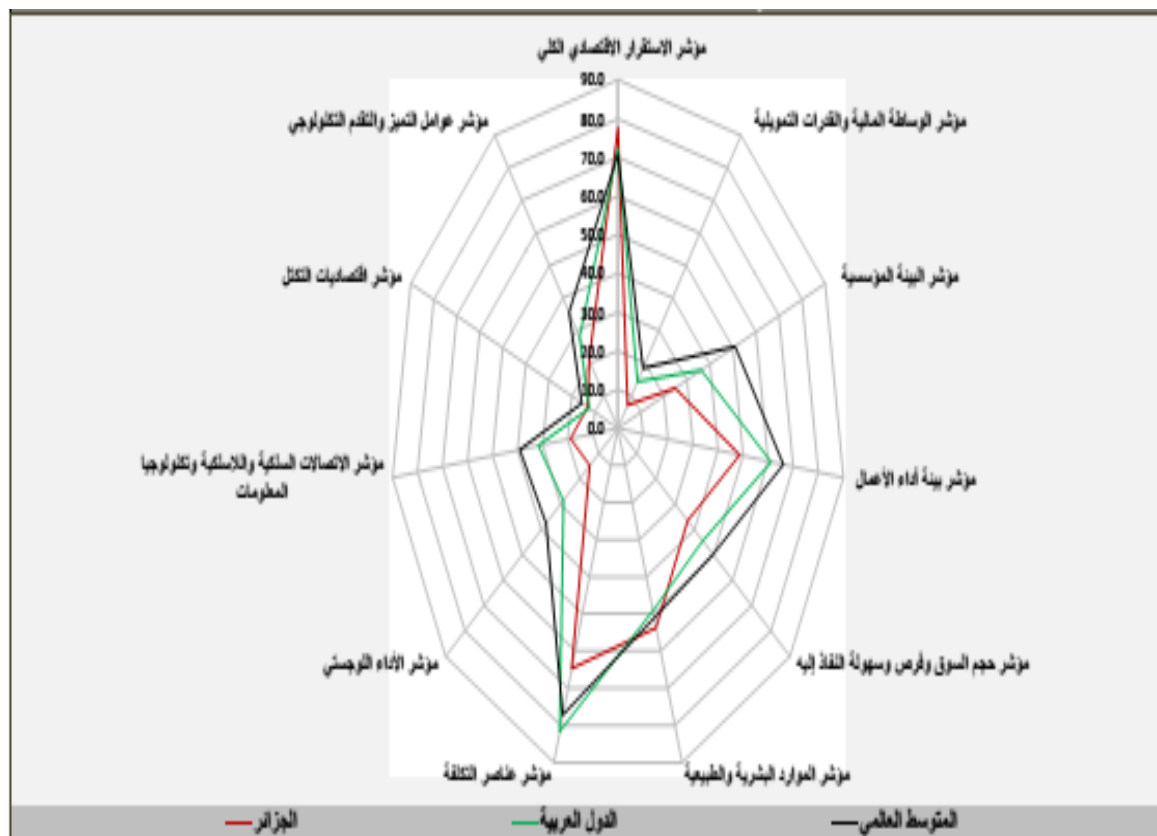 مؤشر الاستقرار الاقتصادي الكلي
مؤشر الوساطة المالية والقدرات التمويلية
مؤشر البيئة المؤسسية
مؤشر بيئة أداء الأعمال
مؤشر حجم السوق وفرص وسهولة النفاذ إليه
مؤشر الموارد البشرية والطبيعية
مؤشر عناصر التكلفة
مؤشر الأداء اللوجستي
مؤشر الاتصالات السلكية واللاسلكية وتكنولوجيا
المعلومات
مؤشر اقتصاديات التكتل
مؤشر عوامل التميز والتقدم التكنولوجي
90.0
80.0
70.0
60.0
50.0
40.0
30.0
20.0
10.0
0.0
المتوسط العالمي
الدول العربية
الجزائر